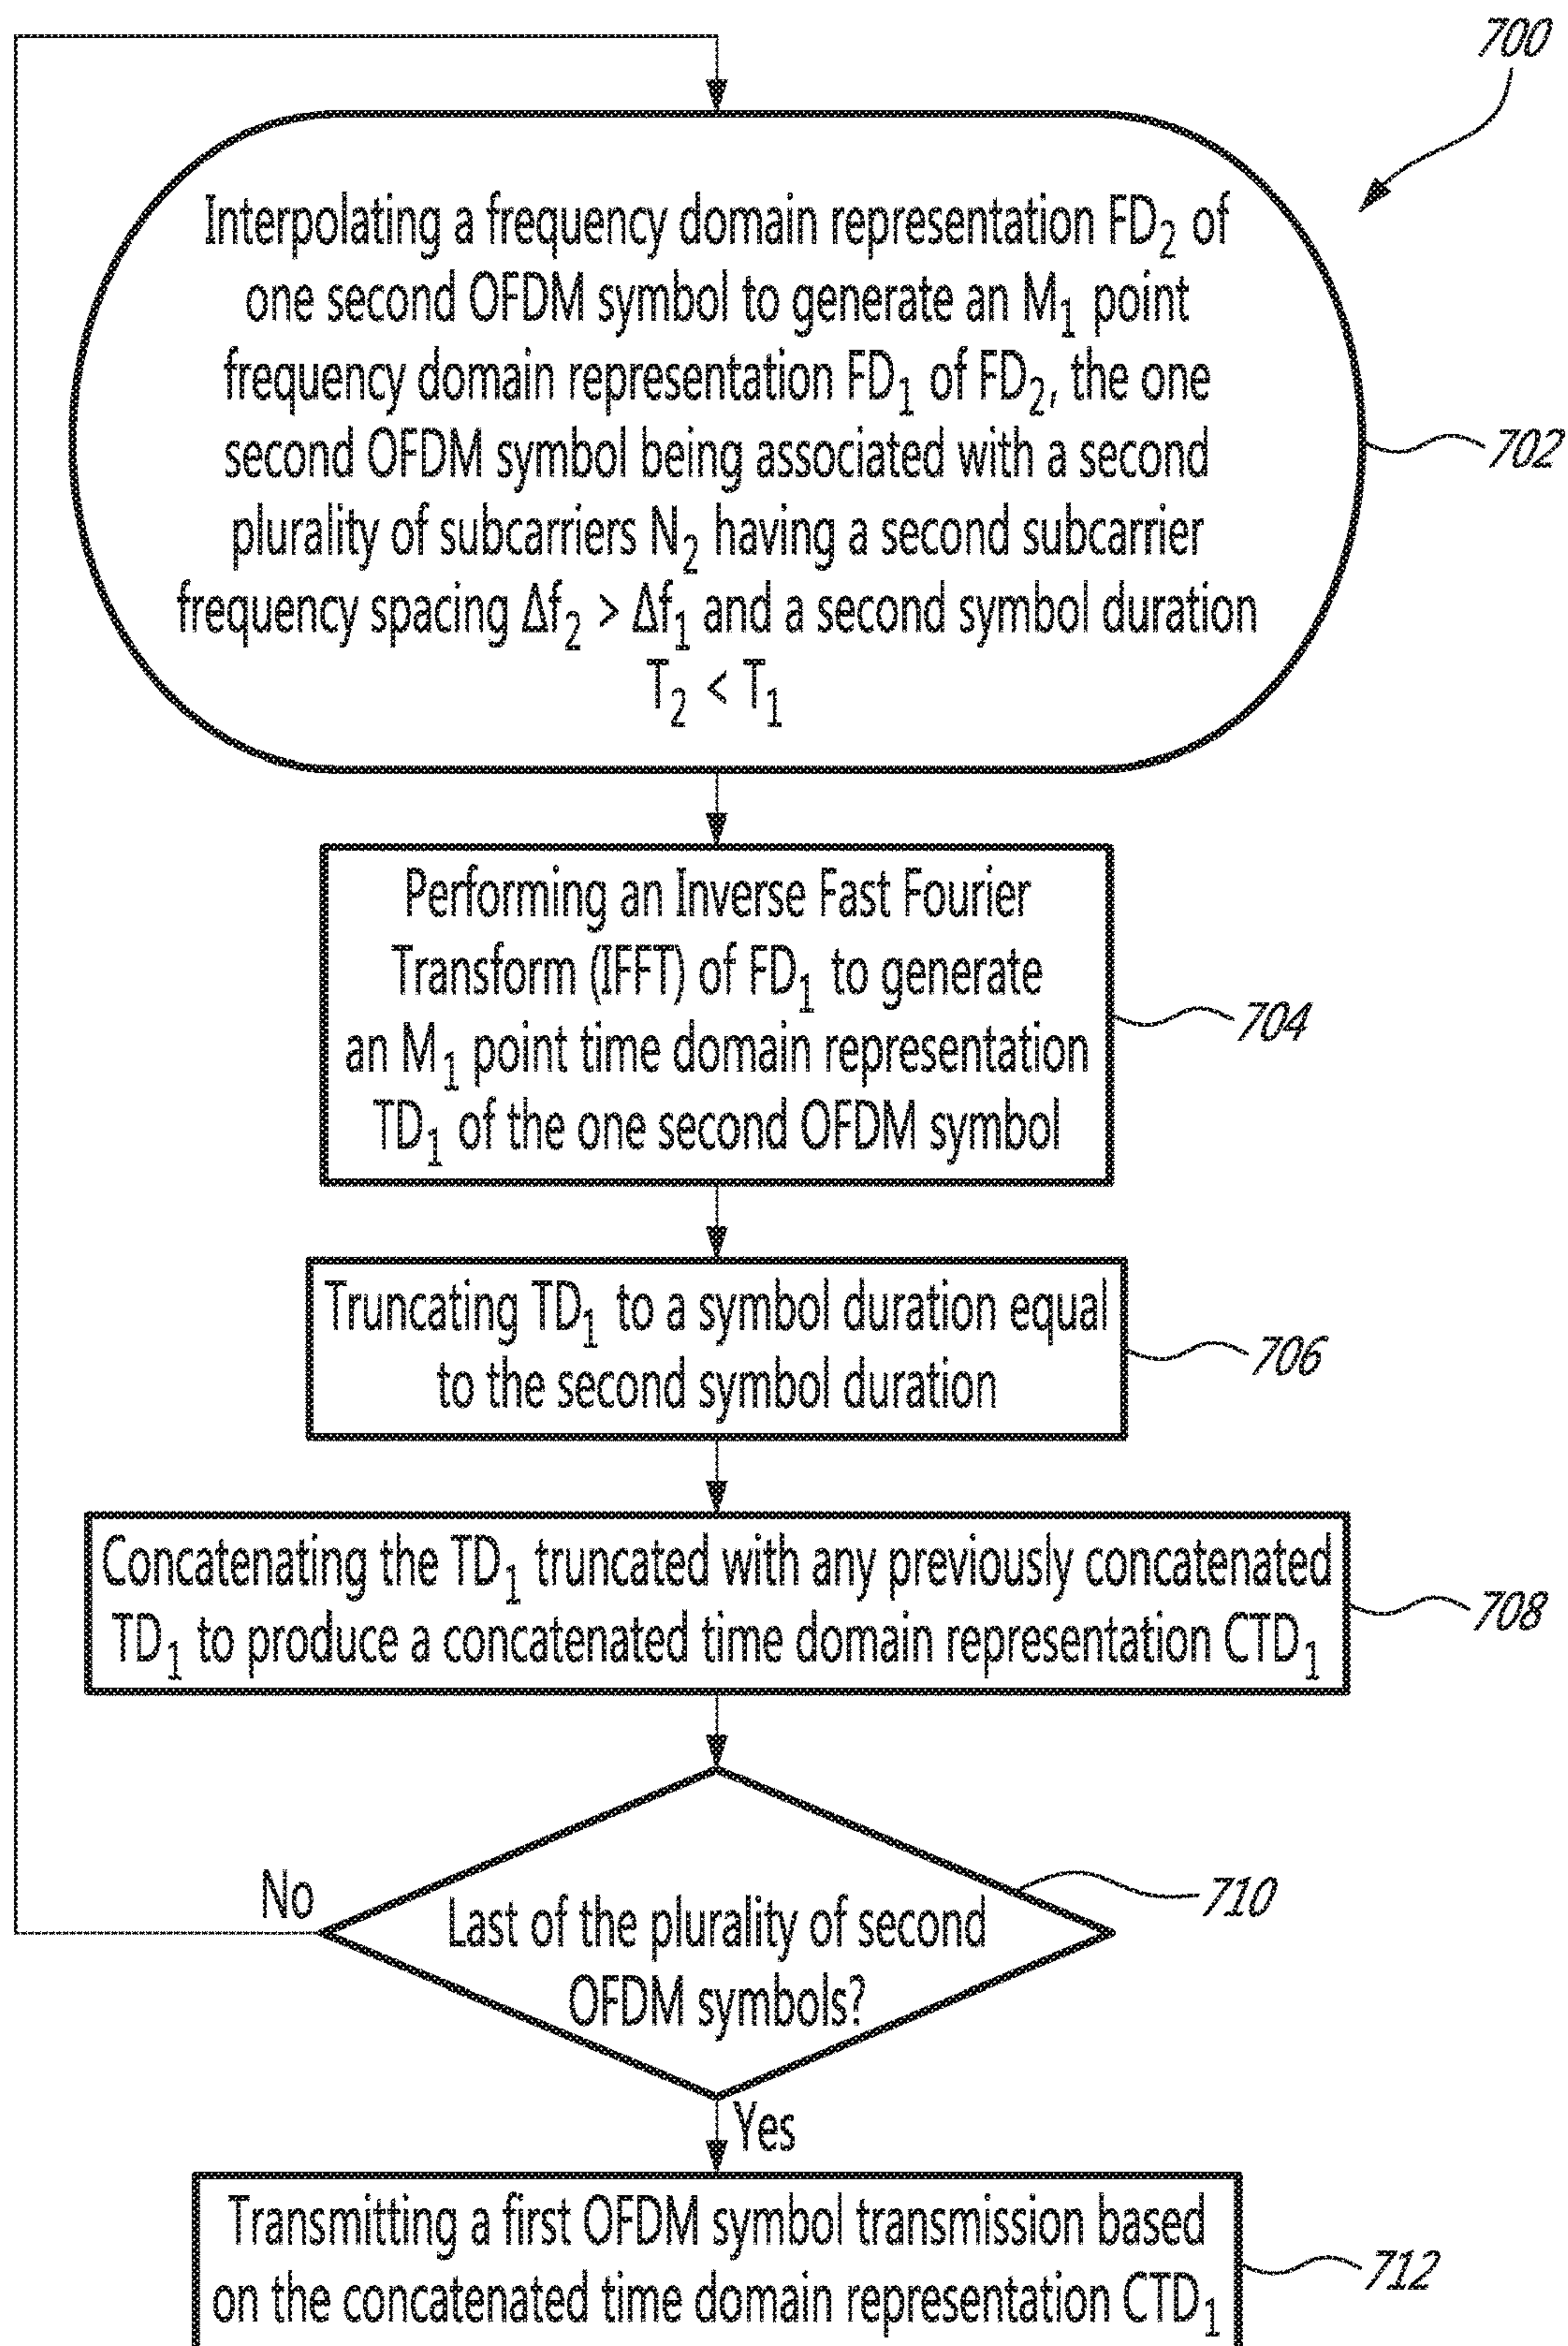 700
Interpolating a frequency domain representation FD₂ of
one second OFDM symbol to generate an M₁ point
frequency domain representation FD₁ of FD₂, the one
second OFDM symbol being associated with a second
plurality of subcarriers N₂ having a second subcarrier
frequency spacing Δf₂ > Δf₁ and a second symbol duration
T₂ < T₁
702
Performing an Inverse Fast Fourier
Transform (IFFT) of FD₁ to generate
an M₁ point time domain representation
TD₁ of the one second OFDM symbol
704
Truncating TD₁ to a symbol duration equal
to the second symbol duration
706
Concatenating the TD₁ truncated with any previously concatenated
TD₁ to produce a concatenated time domain representation CTD₁
708
No
Last of the plurality of second
OFDM symbols?
710
Yes
Transmitting a first OFDM symbol transmission based
on the concatenated time domain representation CTD₁
712